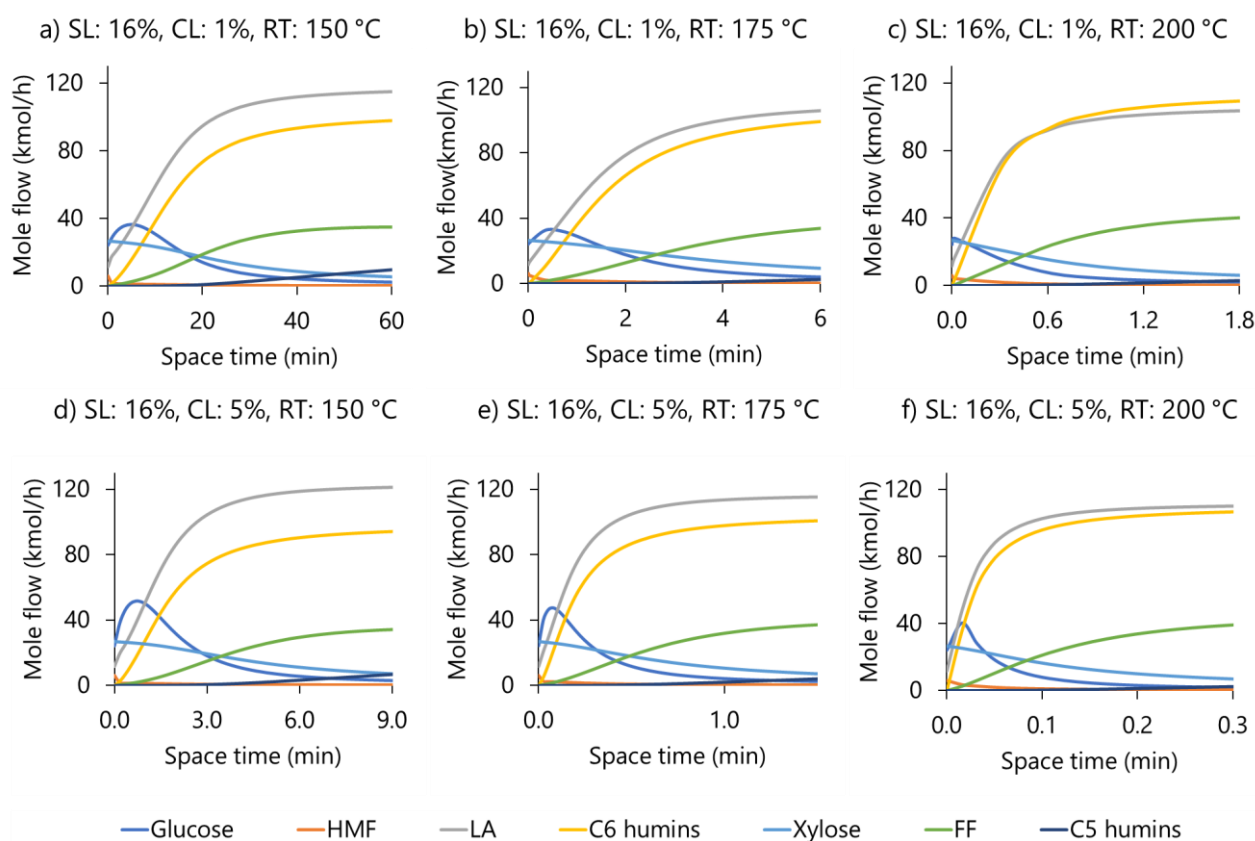 a) SL: 16%, CL: 1%, RT: 150 °C
b) SL: 16%, CL: 1%, RT: 175 °C
c) SL: 16%, CL: 1%, RT: 200 °C
Mole flow (kmol/h)
120
80
40
0
0 20 40 60
Space time (min)
Mole flow(kmol/h)
120
80
40
0
0 2 4 6
Space time (min)
Mole flow (kmol/h)
120
80
40
0
0.0 0.6 1.2 1.8
Space time (min)
d) SL: 16%, CL: 5%, RT: 150 °C
e) SL: 16%, CL: 5%, RT: 175 °C
f) SL: 16%, CL: 5%, RT: 200 °C
Mole flow (kmol/h)
120
80
40
0
0.0 3.0 6.0 9.0
Space time (min)
Mole flow (kmol/h)
120
80
40
0
0.0 1.0
Space time (min)
Mole flow (kmol/h)
120
80
40
0
0.0 0.1 0.2 0.3
Space time (min)
Glucose HMF LA C6 humins Xylose FF C5 humins